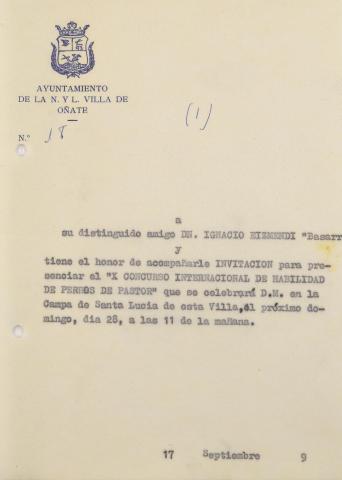 AYUNTAMIENTO
DE LA N. Y L. VILLA DE
OÑATE
N.º 18
(1)
a
su distinguido amigo DN. IGNACIO EIZMENDI "Basarr
y
tiene el honor de acompañarle INVITACION para pre-
senciar el "X CONCURSO INTERNACIONAL DE HABILIDAD
DE PERROS DE PASTOR" que se celebrará D.M. en la
Campa de Santa Lucia de esta Villa, el próximo do-
mingo, dia 28, a las 11 de la mañana.
17 Septiembre 9